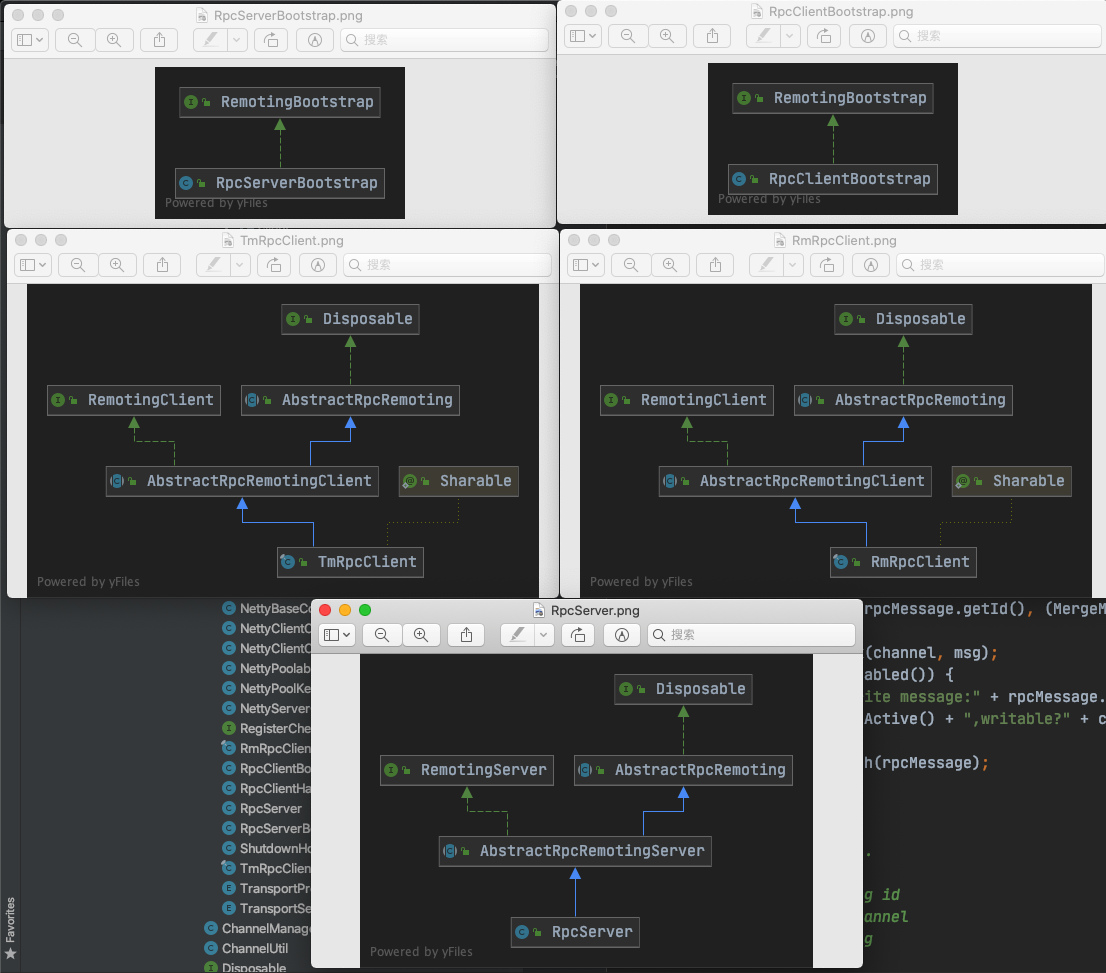 RpcServerBootstrap.png
搜索
RemotingBootstrap
RpcServerBootstrap
Powered by yFiles
RpcClientBootstrap.png
搜索
RemotingBootstrap
RpcClientBootstrap
Powered by yFiles
TmRpcClient.png
搜索
Disposable
RemotingClient
AbstractRpcRemoting
AbstractRpcRemotingClient
Sharable
TmRpcClient
Powered by yFiles
RmRpcClient.png
搜索
Disposable
RemotingClient
AbstractRpcRemoting
AbstractRpcRemotingClient
Sharable
RmRpcClient
Powered by yFiles
NettyBaseCo
NettyClientC
NettyClientC
NettyPoolab
NettyPoolKe
NettyServer
RegisterChe
RmRpcClien
RpcClientBo
RpcClientHa
RpcServer
RpcServerB
ShutdownHo
TmRpcClien
TransportPr
TransportSe
ChannelManage
ChannelUtil
Disposable
Favorites
RpcServer.png
搜索
Disposable
RemotingServer
AbstractRpcRemoting
AbstractRpcRemotingServer
RpcServer
Powered by yFiles
rpcMessage.getId(), (MergeM
(channel, msg);
abled()) {
ite message:" + rpcMessage.
Active() + ",writable?" + c
h(rpcMessage);
.
g id
annel
g